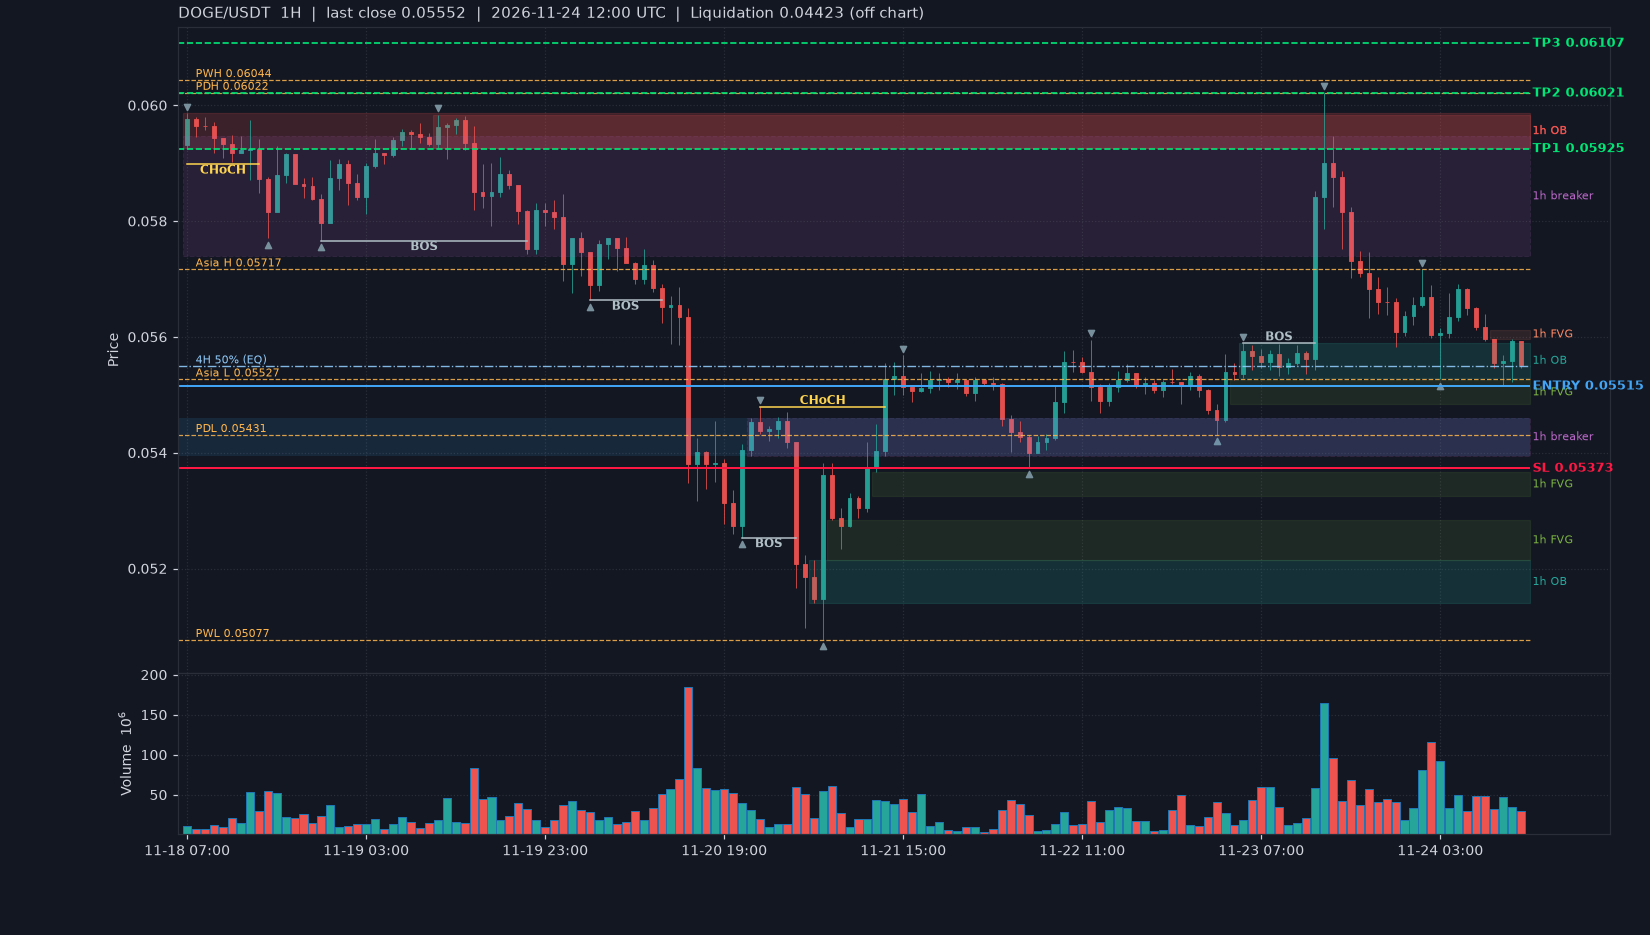 DOGE/USDT 1H | last close 0.05552 | 2026-11-24 12:00 UTC | Liquidation 0.04423 (off chart)
TP3 0.06107
PWH 0.06044
PDH 0.06022
TP2 0.06021
0.060
1h OB
TP1 0.05925
CHoCH
1h breaker
0.058
BOS
Asia H 0.05717
BOS
Price
0.056
BOS
1h FVG
4H 50% (EQ)
1h OB
Asia L 0.05527
ENTRY 0.05515
1h FVG
CHoCH
PDL 0.05431
1h breaker
0.054
SL 0.05373
1h FVG
BOS
1h FVG
0.052
1h OB
PWL 0.05077
200
150
100
50
Volume 10⁶
11-18 07:00
11-19 03:00
11-19 23:00
11-20 19:00
11-21 15:00
11-22 11:00
11-23 07:00
11-24 03:00